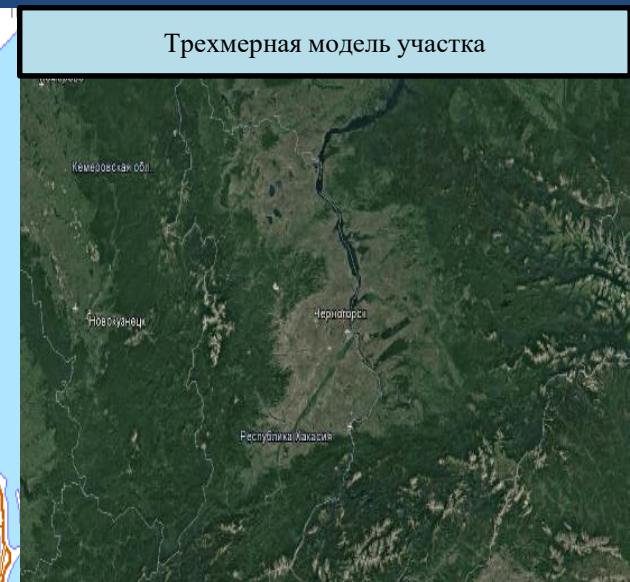 Трехмерная модель участка
Кемеровская обл.
Новокузнецк
Черногорск
Республика Хакасия